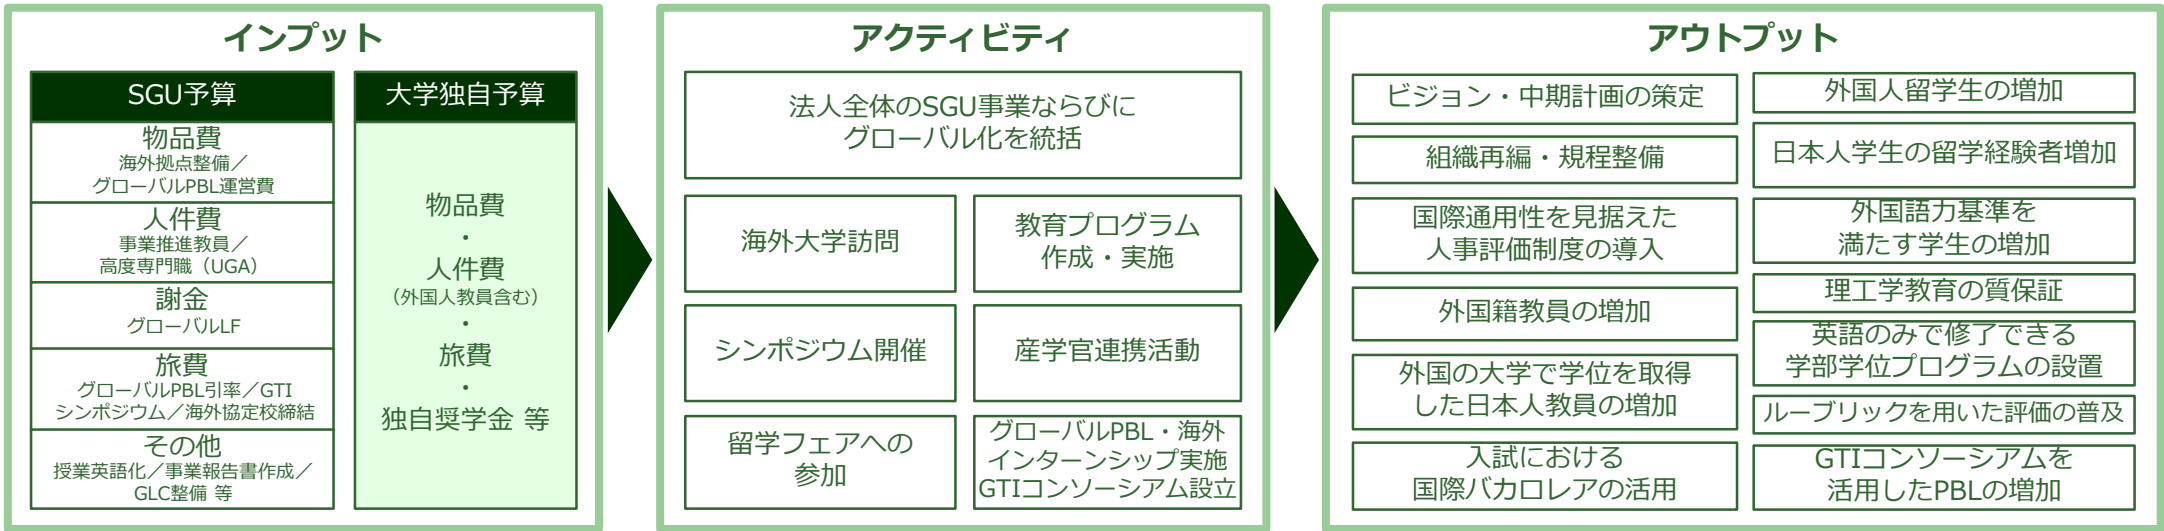 インプット
SGU予算
物品費
海外拠点整備／
グローバルPBL運営費
人件費
事業推進教員／
高度専門職（UGA）
謝金
グローバルLF
旅費
グローバルPBL引率／GTI
シンポジウム／海外協定校締結
その他
授業英語化／事業報告書作成／
GLC整備 等
大学独自予算
物品費
・
人件費
（外国人教員含む）
・
旅費
・
独自奨学金 等
アクティビティ
法人全体のSGU事業ならびに
グローバル化を統括
海外大学訪問
教育プログラム
作成・実施
シンポジウム開催
産学官連携活動
留学フェアへの
参加
グローバルPBL・海外
インターンシップ実施
GTIコンソーシアム設立
アウトプット
ビジョン・中期計画の策定
組織再編・規程整備
国際通用性を見据えた
人事評価制度の導入
外国籍教員の増加
外国の大学で学位を取得
した日本人教員の増加
入試における
国際バカロレアの活用
外国人留学生の増加
日本人学生の留学経験者増加
外国語力基準を
満たす学生の増加
理工学教育の質保証
英語のみで修了できる
学部学位プログラムの設置
ルーブリックを用いた評価の普及
GTIコンソーシアムを
活用したPBLの増加